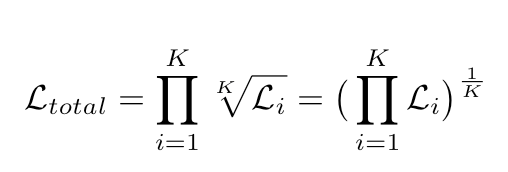 $\mathcal{L}_{total} = \prod_{i=1}^{K} \sqrt[K]{\mathcal{L}_i} = \big(\prod_{i=1}^{K} \mathcal{L}_i\big)^{\frac{1}{K}}$